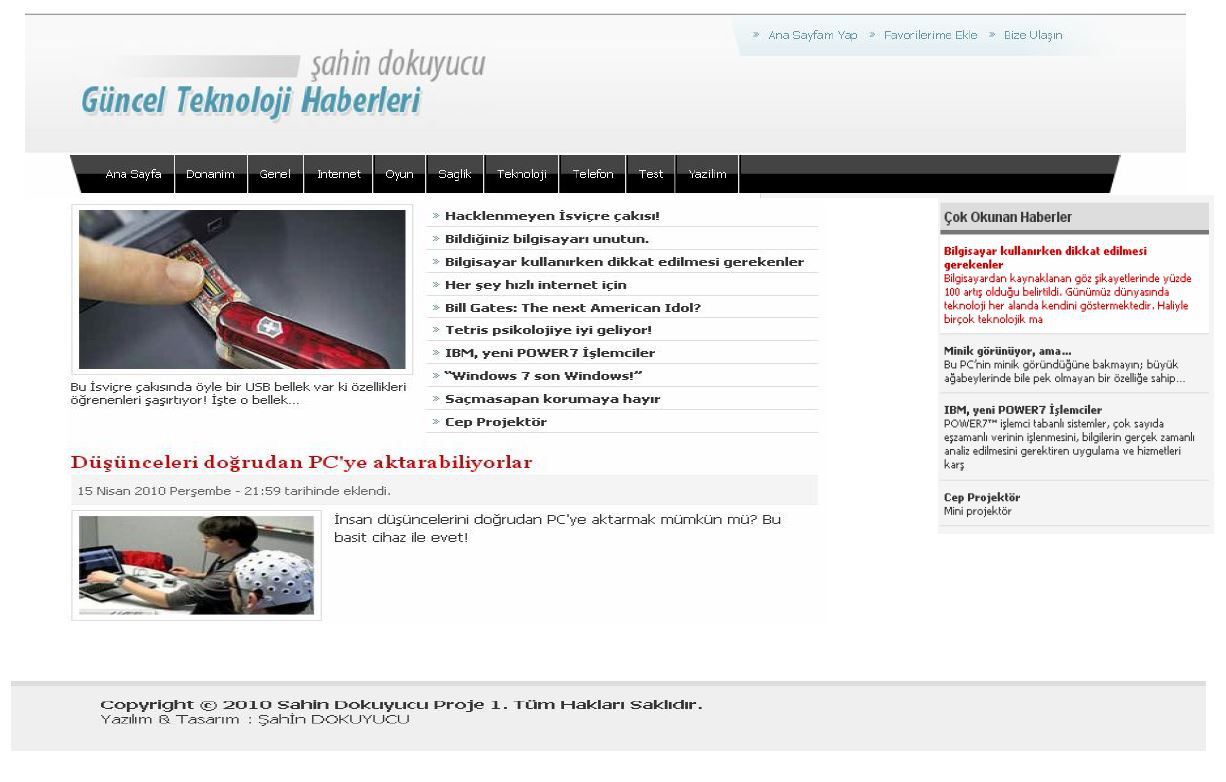 » Ana Sayfam Yap » Favorilerime Ekle » Bize Ulaşın
şahin dokuyucu
Güncel Teknoloji Haberleri
Ana Sayfa Donanim Genel Internet Oyun Saglik Teknoloji Telefon Test Yazilim
Bu İsviçre çakısında öyle bir USB bellek var ki özellikleri
öğrenenleri şaşırtıyor! İşte o bellek...
» Hacklenmeyen İsviçre çakısı!
» Bildiğiniz bilgisayarı unutun.
» Bilgisayar kullanırken dikkat edilmesi gerekenler
» Her şey hızlı internet için
» Bill Gates: The next American Idol?
» Tetris psikolojiye iyi geliyor!
» IBM, yeni POWER7 İşlemciler
» “Windows 7 son Windows!”
» Saçmasapan korumaya hayır
» Cep Projektör
Düşünceleri doğrudan PC'ye aktarabiliyorlar
15 Nisan 2010 Perşembe - 21:59 tarihinde eklendi.
İnsan düşüncelerini doğrudan PC'ye aktarmak mümkün mü? Bu
basit cihaz ile evet!
Çok Okunan Haberler
Bilgisayar kullanırken dikkat edilmesi
gerekenler
Bilgisayardan kaynaklanan göz şikayetlerinde yüzde
100 artış olduğu belirtildi. Günümüz dünyasında
teknoloji her alanda kendini göstermektedir. Haliyle
birçok teknolojik ma
Minik görünüyor, ama...
Bu PC'nin minik göründüğüne bakmayın; büyük
ağabeylerinde bile pek olmayan bir özelliğe sahip...
IBM, yeni POWER7 İşlemciler
POWER7™ işlemci tabanlı sistemler, çok sayıda
eşzamanlı verinin işlenmesini, bilgilerin gerçek zamanlı
analiz edilmesini gerektiren uygulama ve hizmetleri
karş
Cep Projektör
Mini projektör
Copyright © 2010 Sahin Dokuyucu Proje 1. Tüm Hakları Saklıdır.
Yazılım & Tasarım : Şahin DOKUYUCU